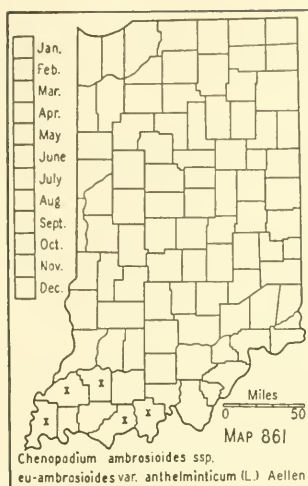 Jan.
Feb.
Mar.
Apr.
May
June
July
Aug
Sept.
Oct.
Nov.
Dec.
X X
X X X
Miles
0 50
MAP 861
Chenopodium ambrosioides ssp.
eu-ambrosioides var. anthelminticum (L.) Aellen